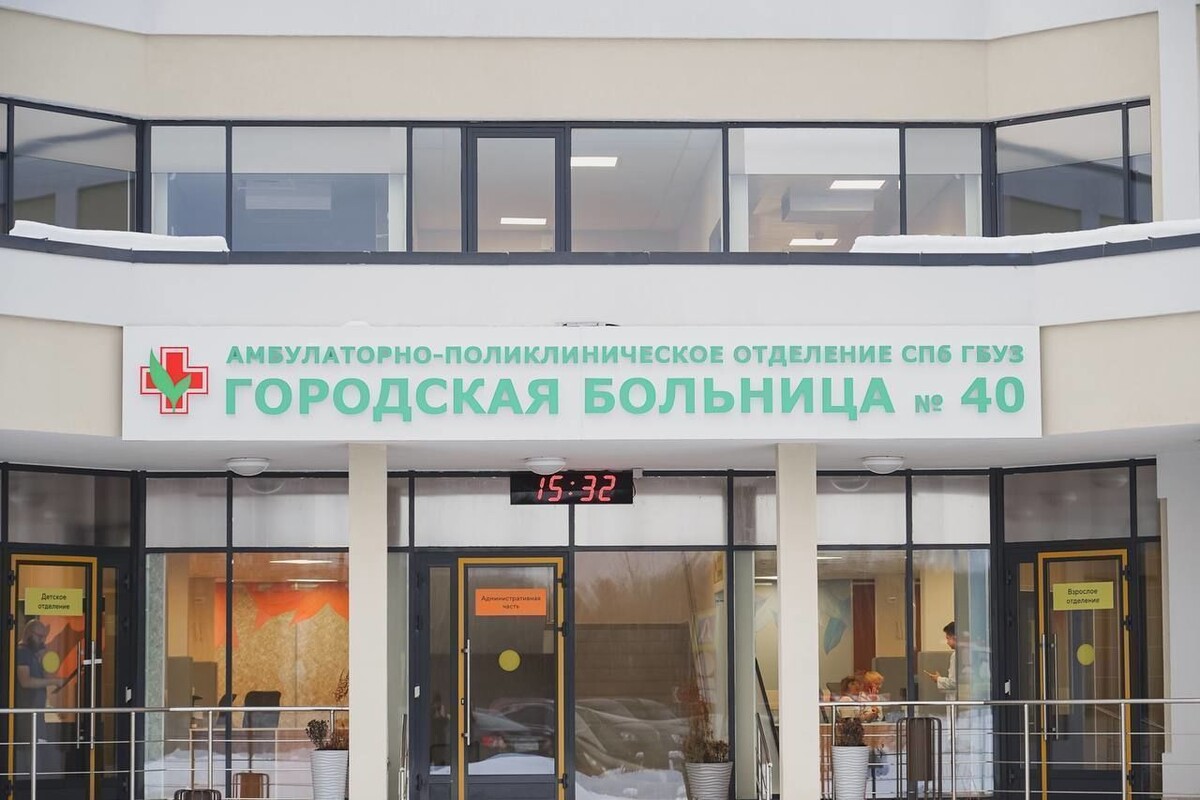 АМБУЛАТОРНО-ПОЛИКЛИНИЧЕСКОЕ ОТДЕЛЕНИЕ СПб ГБУЗ
ГОРОДСКАЯ БОЛЬНИЦА № 40
15:32
Детское
отделение
Административная
часть
Взрослое
отделение